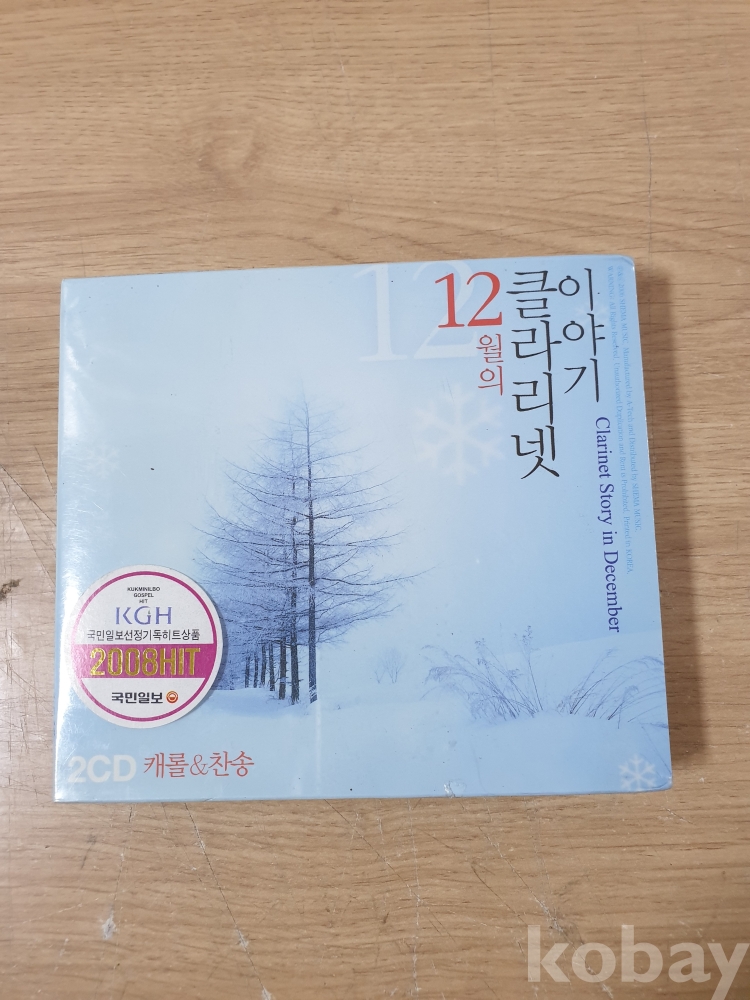 12
12
월의
클라리넷
이야기
Clarinet Story in December
KUKMINILBO
GOSPEL
HIT
KGH
국민일보선정기독히트상품
2008HIT
국민일보
2CD 캐롤&찬송
kobay